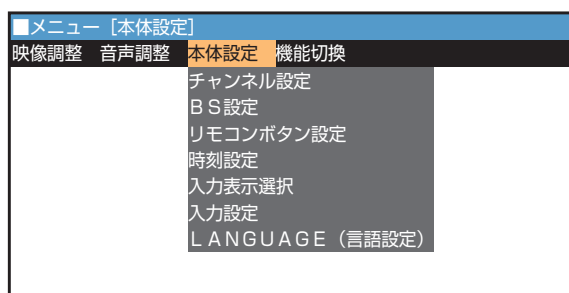 ■メニュー［本体設定］
映像調整 音声調整 本体設定 機能切換
チャンネル設定
ＢＳ設定
リモコンボタン設定
時刻設定
入力表示選択
入力設定
ＬＡＮＧＵＡＧＥ（言語設定）